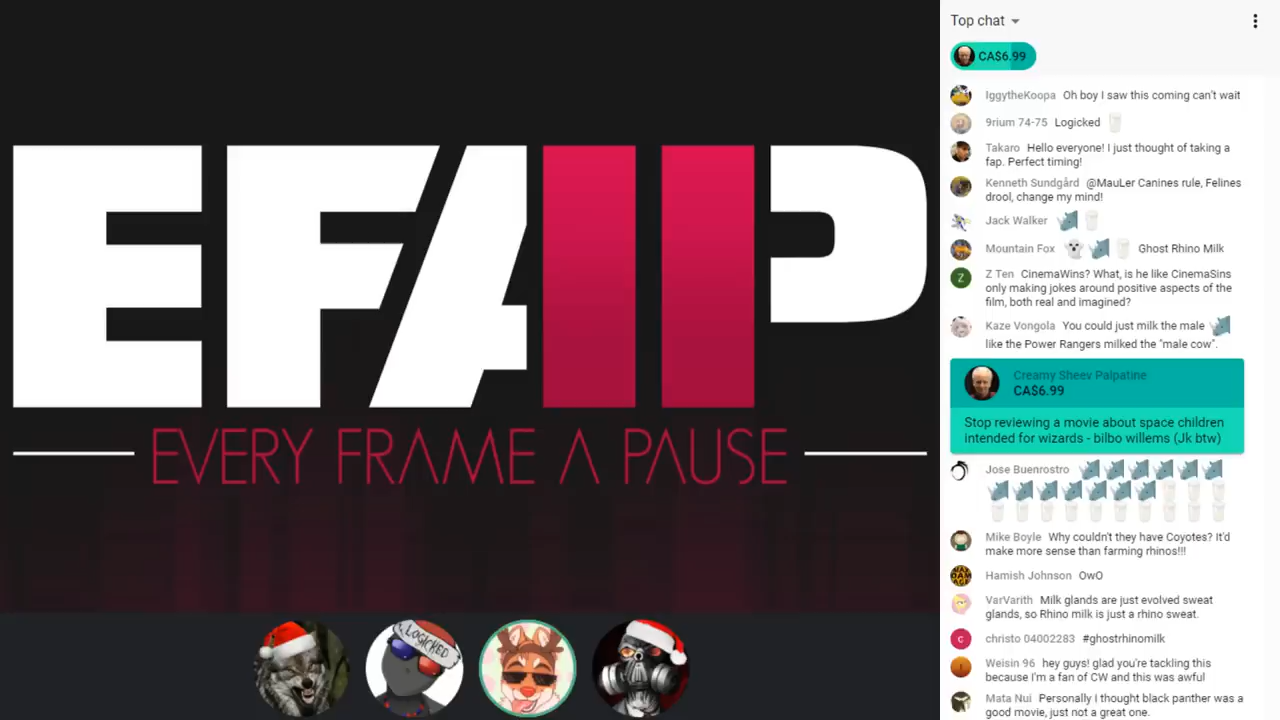 EFAP
EVERY FRAME A PAUSE
LOGICKED
Top chat
CA$6.99
IggytheKoopa Oh boy I saw this coming can't wait
9rium 74-75 Logicked
Takaro Hello everyone! I just thought of taking a
fap. Perfect timing!
Kenneth Sundgård @MauLer Canines rule, Felines
drool, change my mind!
Jack Walker
Mountain Fox Ghost Rhino Milk
Z Ten CinemaWins? What, is he like CinemaSins
only making jokes around positive aspects of the
film, both real and imagined?
Kaze Vongola You could just milk the male
like the Power Rangers milked the "male cow".
Creamy Sheev Palpatine
CA$6.99
Stop reviewing a movie about space children
intended for wizards - bilbo willems (Jk btw)
Jose Buenrostro
Mike Boyle Why couldn't they have Coyotes? It'd
make more sense than farming rhinos!!!
Hamish Johnson OwO
VarVarith Milk glands are just evolved sweat
glands, so Rhino milk is just a rhino sweat.
christo 04002283 #ghostrhinomilk
Weisin 96 hey guys! glad you're tackling this
because I'm a fan of CW and this was awful
Mata Nui Personally I thought black panther was a
good movie, just not a great one.